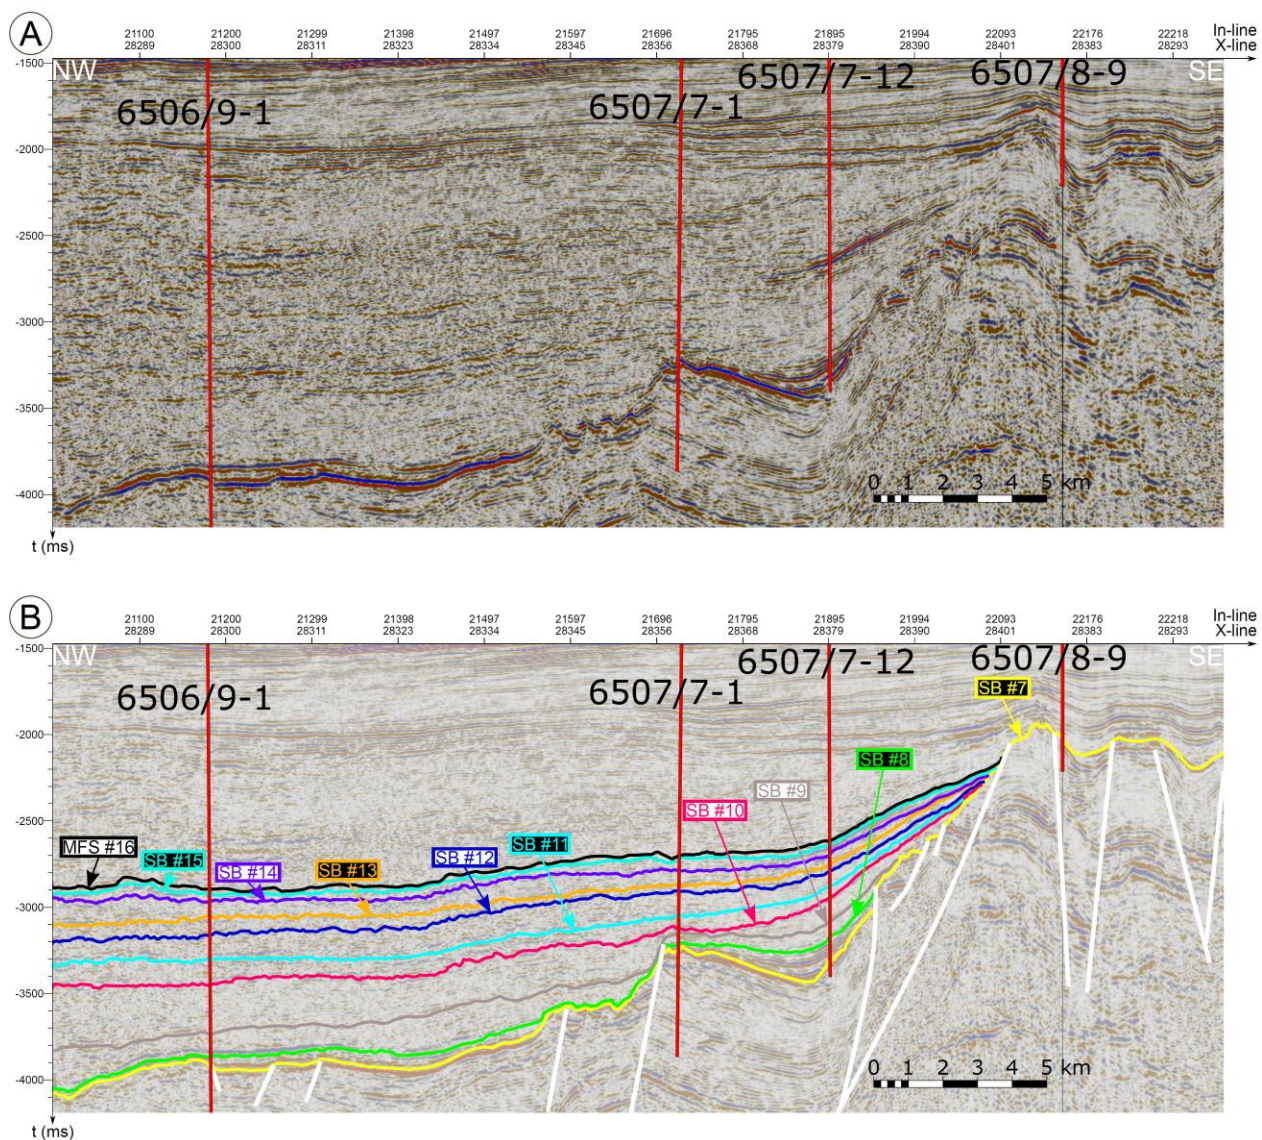 A
21100 21200 21299 21398 21497 21597 21696 21795 21895 21994 22093 22176 22218 In-line
28289 28300 28311 28323 28334 28345 28356 28368 28379 28390 28401 28383 28293 X-line
-1500
NW
SE
6506/9-1
6507/7-1
6507/7-12
6507/8-9
-2000
-2500
-3000
-3500
-4000
0 1 2 3 4 5 km
t (ms)
B
21100 21200 21299 21398 21497 21597 21696 21795 21895 21994 22093 22176 22218 In-line
28289 28300 28311 28323 28334 28345 28356 28368 28379 28390 28401 28383 28293 X-line
-1500
NW
SE
6506/9-1
6507/7-1
6507/7-12
6507/8-9
SB #7
-2000
SB #8
SB #9
SB #10
-2500
SB #11
MFS #16
SB #15
SB #14
SB #13
SB #12
-3000
-3500
-4000
0 1 2 3 4 5 km
t (ms)